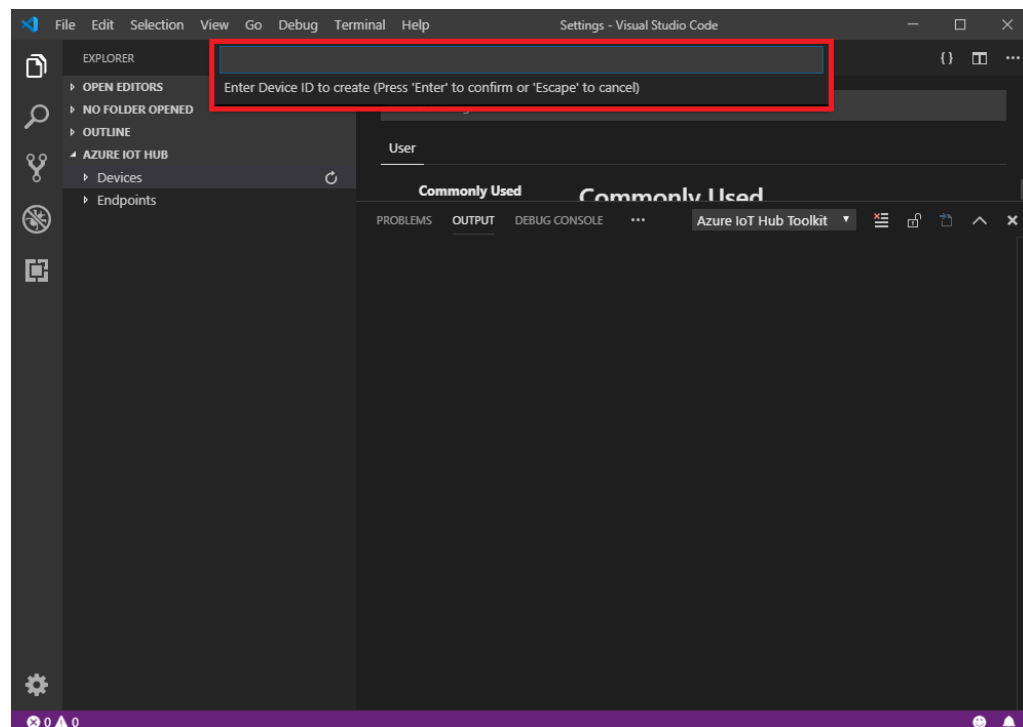 File Edit Selection View Go Debug Terminal Help Settings - Visual Studio Code
EXPLORER
Enter Device ID to create (Press 'Enter' to confirm or 'Escape' to cancel)
OPEN EDITORS
NO FOLDER OPENED
OUTLINE
AZURE IOT HUB
Devices
Endpoints
User
Commonly Used
Commonly Used
PROBLEMS OUTPUT DEBUG CONSOLE ••• Azure IoT Hub Toolkit
0 0